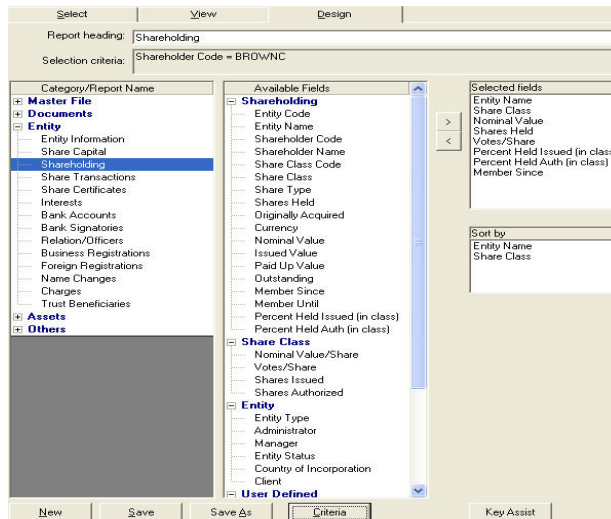 Select
View
Design
Report heading: Shareholding
Selection criteria: Shareholder Code = BROWNC
Category/Report Name
Master File
Documents
Entity
Entity Information
Share Capital
Shareholding
Share Transactions
Share Certificates
Interests
Bank Accounts
Bank Signatories
Relation/Officers
Business Registrations
Foreign Registrations
Name Changes
Charges
Trust Beneficiaries
Assets
Others
Available Fields
Shareholding
Entity Code
Entity Name
Shareholder Code
Shareholder Name
Share Class Code
Share Class
Share Type
Shares Held
Originally Acquired
Currency
Nominal Value
Issued Value
Paid Up Value
Outstanding
Member Since
Member Until
Percent Held Issued (in class)
Percent Held Auth (in class)
Share Class
Nominal Value/Share
Votes/Share
Shares Issued
Shares Authorized
Entity
Entity Type
Administrator
Manager
Entity Status
Country of Incorporation
Client
User Defined
>
<
Selected fields
Entity Name
Share Class
Nominal Value
Shares Held
Votes/Share
Percent Held Issued (in class
Percent Held Auth (in class)
Member Since
Sort by
Entity Name
Share Class
New
Save
Save As
Criteria
Key Assist